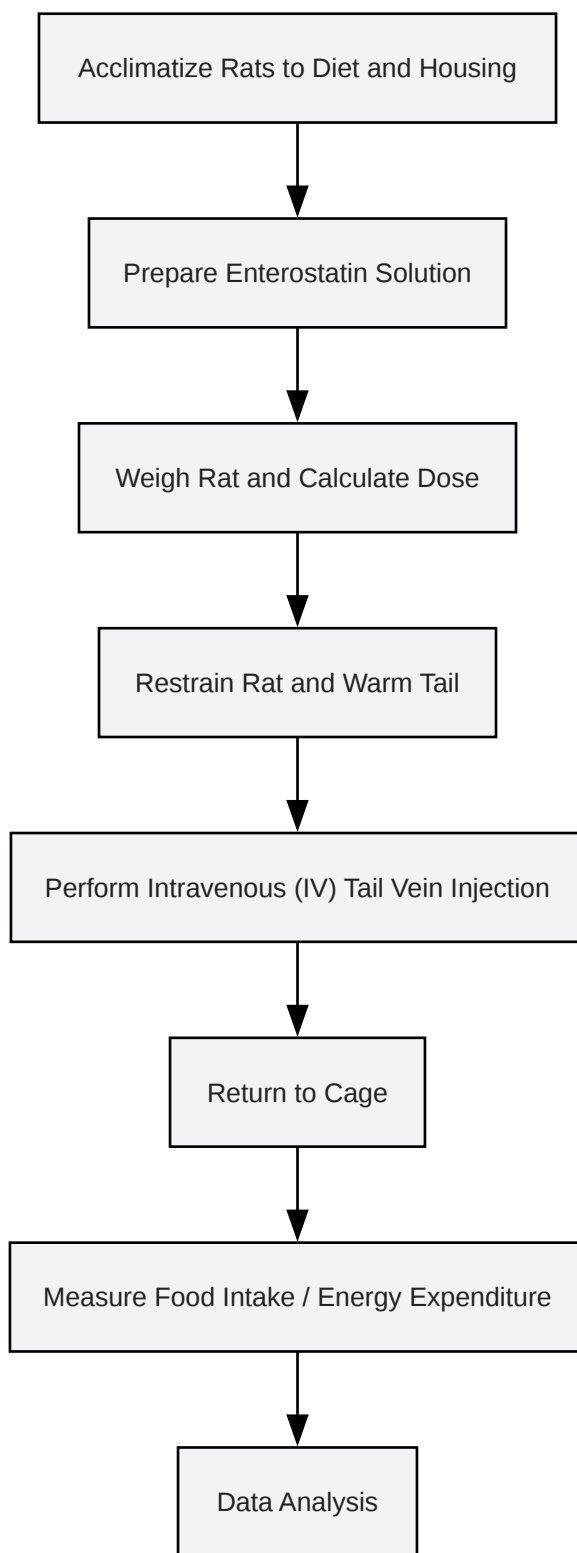 Acclimatize Rats to Diet and Housing
Prepare Enterostatin Solution
Weigh Rat and Calculate Dose
Restrain Rat and Warm Tail
Perform Intravenous (IV) Tail Vein Injection
Return to Cage
Measure Food Intake / Energy Expenditure
Data Analysis